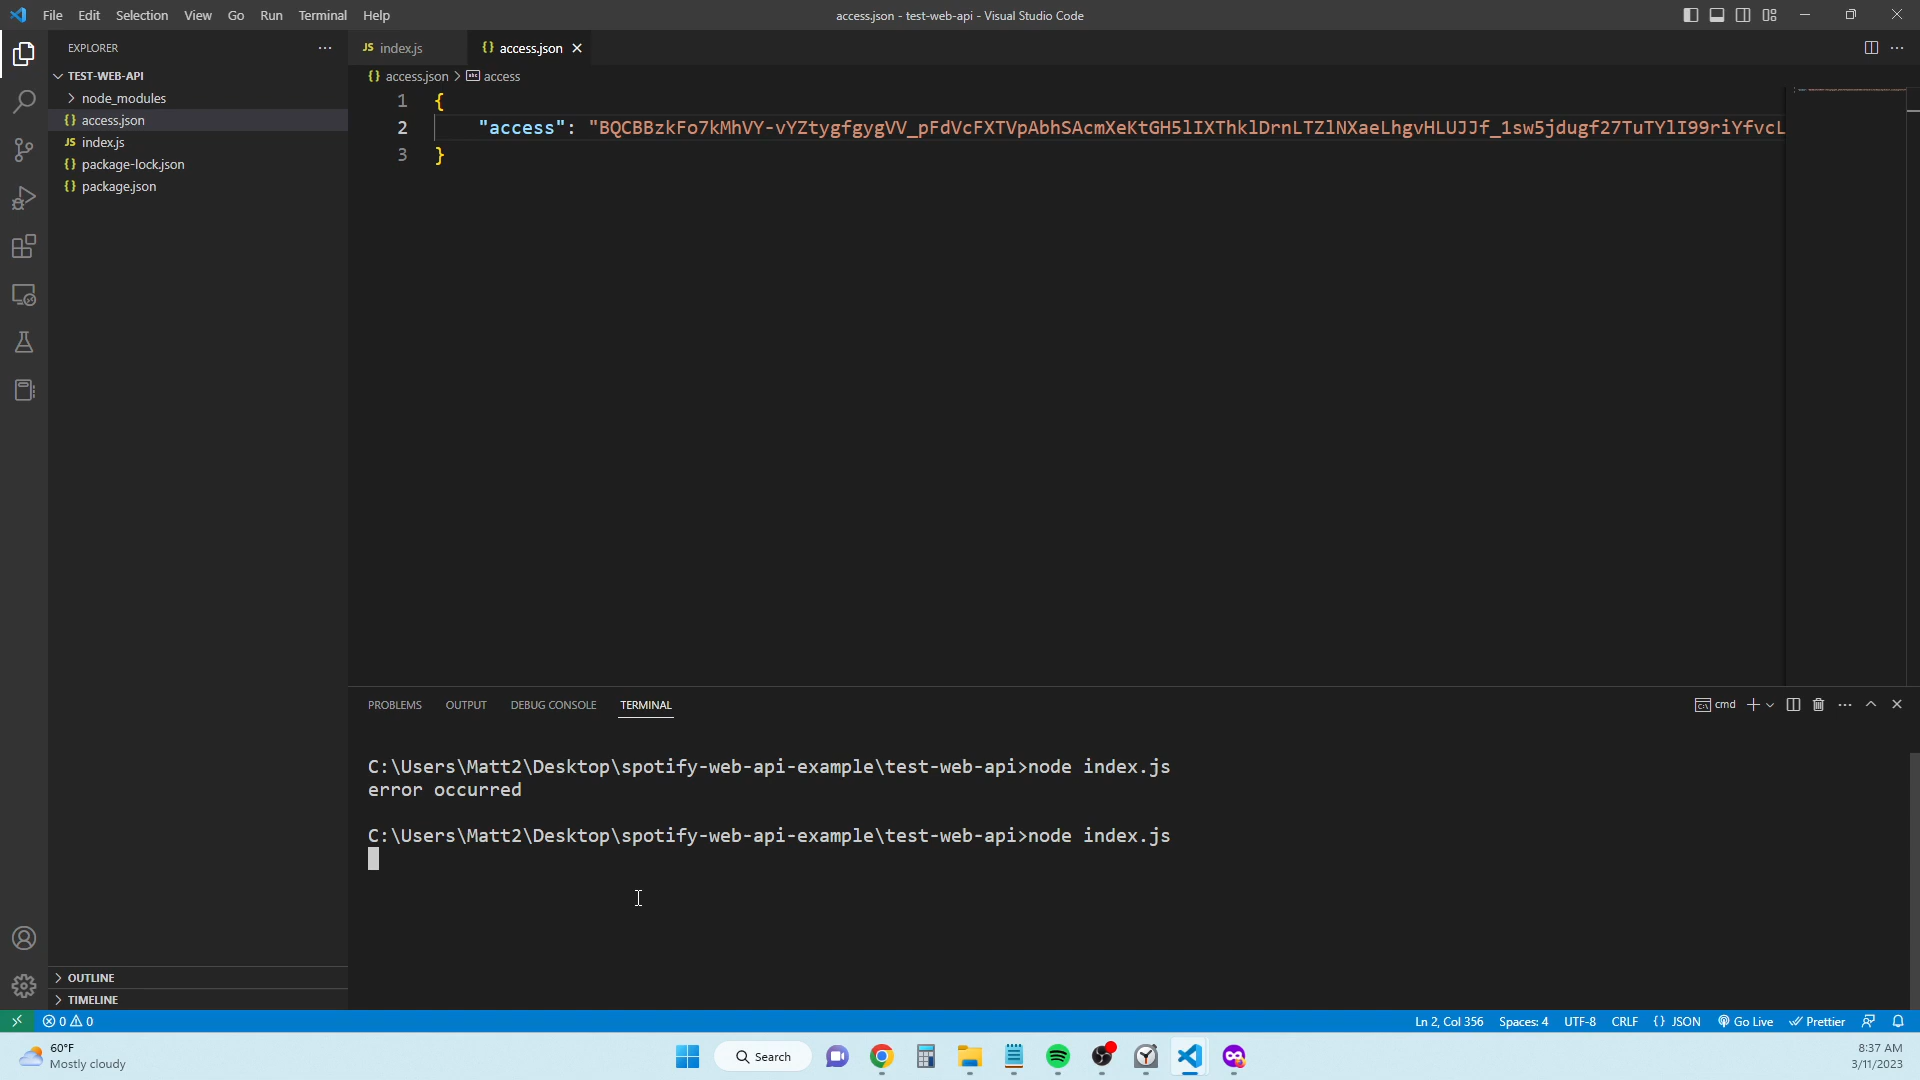 File Edit Selection View Go Run Terminal Help
access.json - test-web-api - Visual Studio Code
EXPLORER
TEST-WEB-API
node_modules
{} access.json
JS index.js
{} package-lock.json
{} package.json
OUTLINE
TIMELINE
JS index.js
{} access.json
{} access.json > abc access
1 {
2 "access": "BQCBBzkFo7kMhVY-vYZtygfgygVV_pFdVcFXTVpAbhSAcmXeKtGH5lIXThklDrnLTZlNXaeLhgvHLUJJf_1sw5jdugf27TuTYlI99riYfvcL
3 }
PROBLEMS OUTPUT DEBUG CONSOLE TERMINAL
cmd
C:\Users\Matt2\Desktop\spotify-web-api-example\test-web-api>node index.js
error occurred
C:\Users\Matt2\Desktop\spotify-web-api-example\test-web-api>node index.js
0 0
Ln 2, Col 356 Spaces: 4 UTF-8 CRLF {} JSON Go Live Prettier
60°F
Mostly cloudy
Search
8:37 AM
3/11/2023